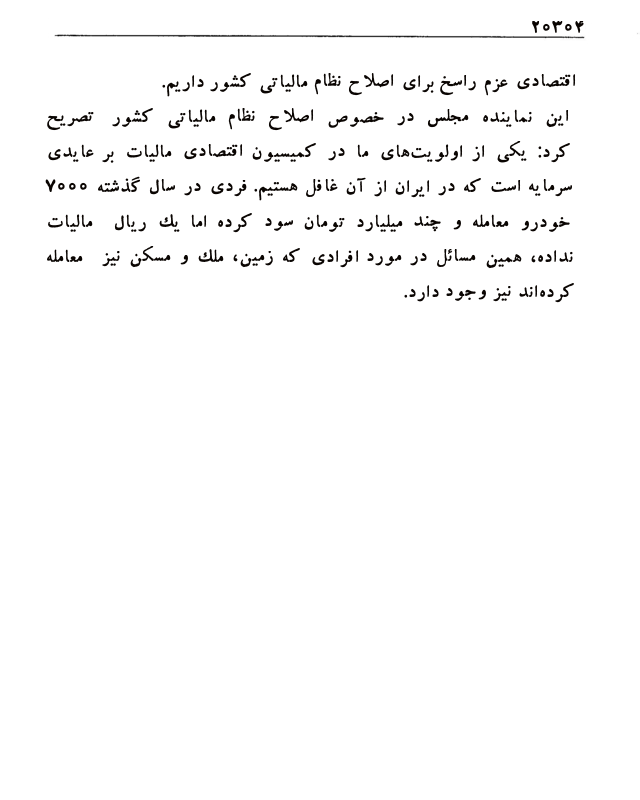 ۲۰۳۰۴
اقتصادی عزم راسخ برای اصلاح نظام مالیاتی کشور داریم.
این نماینده مجلس در خصوص اصلاح نظام مالیاتی کشور تصریح
کرد: یکی از اولویت‌های ما در کمیسیون اقتصادی مالیات بر عایدی
سرمایه است که در ایران از آن غافل هستیم. فردی در سال گذشته ۷۰۰۰
خودرو معامله و چند میلیارد تومان سود کرده اما یك ریال مالیات
نداده، همین مسائل در مورد افرادی که زمین، ملك و مسکن نیز معامله
کرده‌اند نیز وجود دارد.